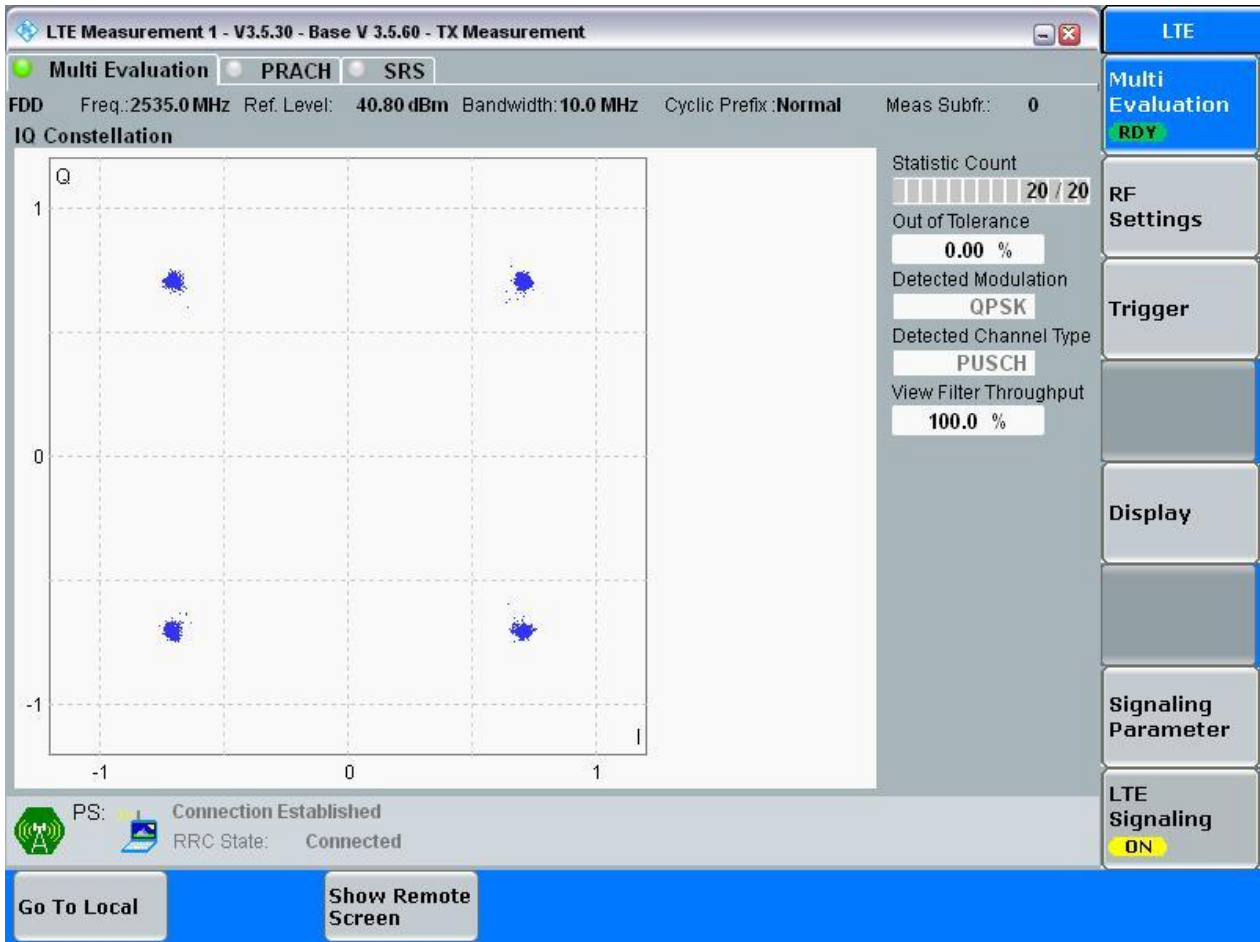 LTE Measurement 1 - V3.5.30 - Base V 3.5.60 - TX Measurement
LTE
Multi Evaluation PRACH SRS
FDD Freq.:2535.0 MHz Ref. Level: 40.80 dBm Bandwidth:10.0 MHz Cyclic Prefix :Normal Meas Subfr.: 0
IQ Constellation
Q
1
0
-1
-1 0 1
I
Statistic Count
20 / 20
Out of Tolerance
0.00 %
Detected Modulation
QPSK
Detected Channel Type
PUSCH
View Filter Throughput
100.0 %
Multi
Evaluation
RDY
RF
Settings
Trigger
Display
Signaling
Parameter
LTE
Signaling
ON
PS: Connection Established
RRC State: Connected
Go To Local
Show Remote
Screen